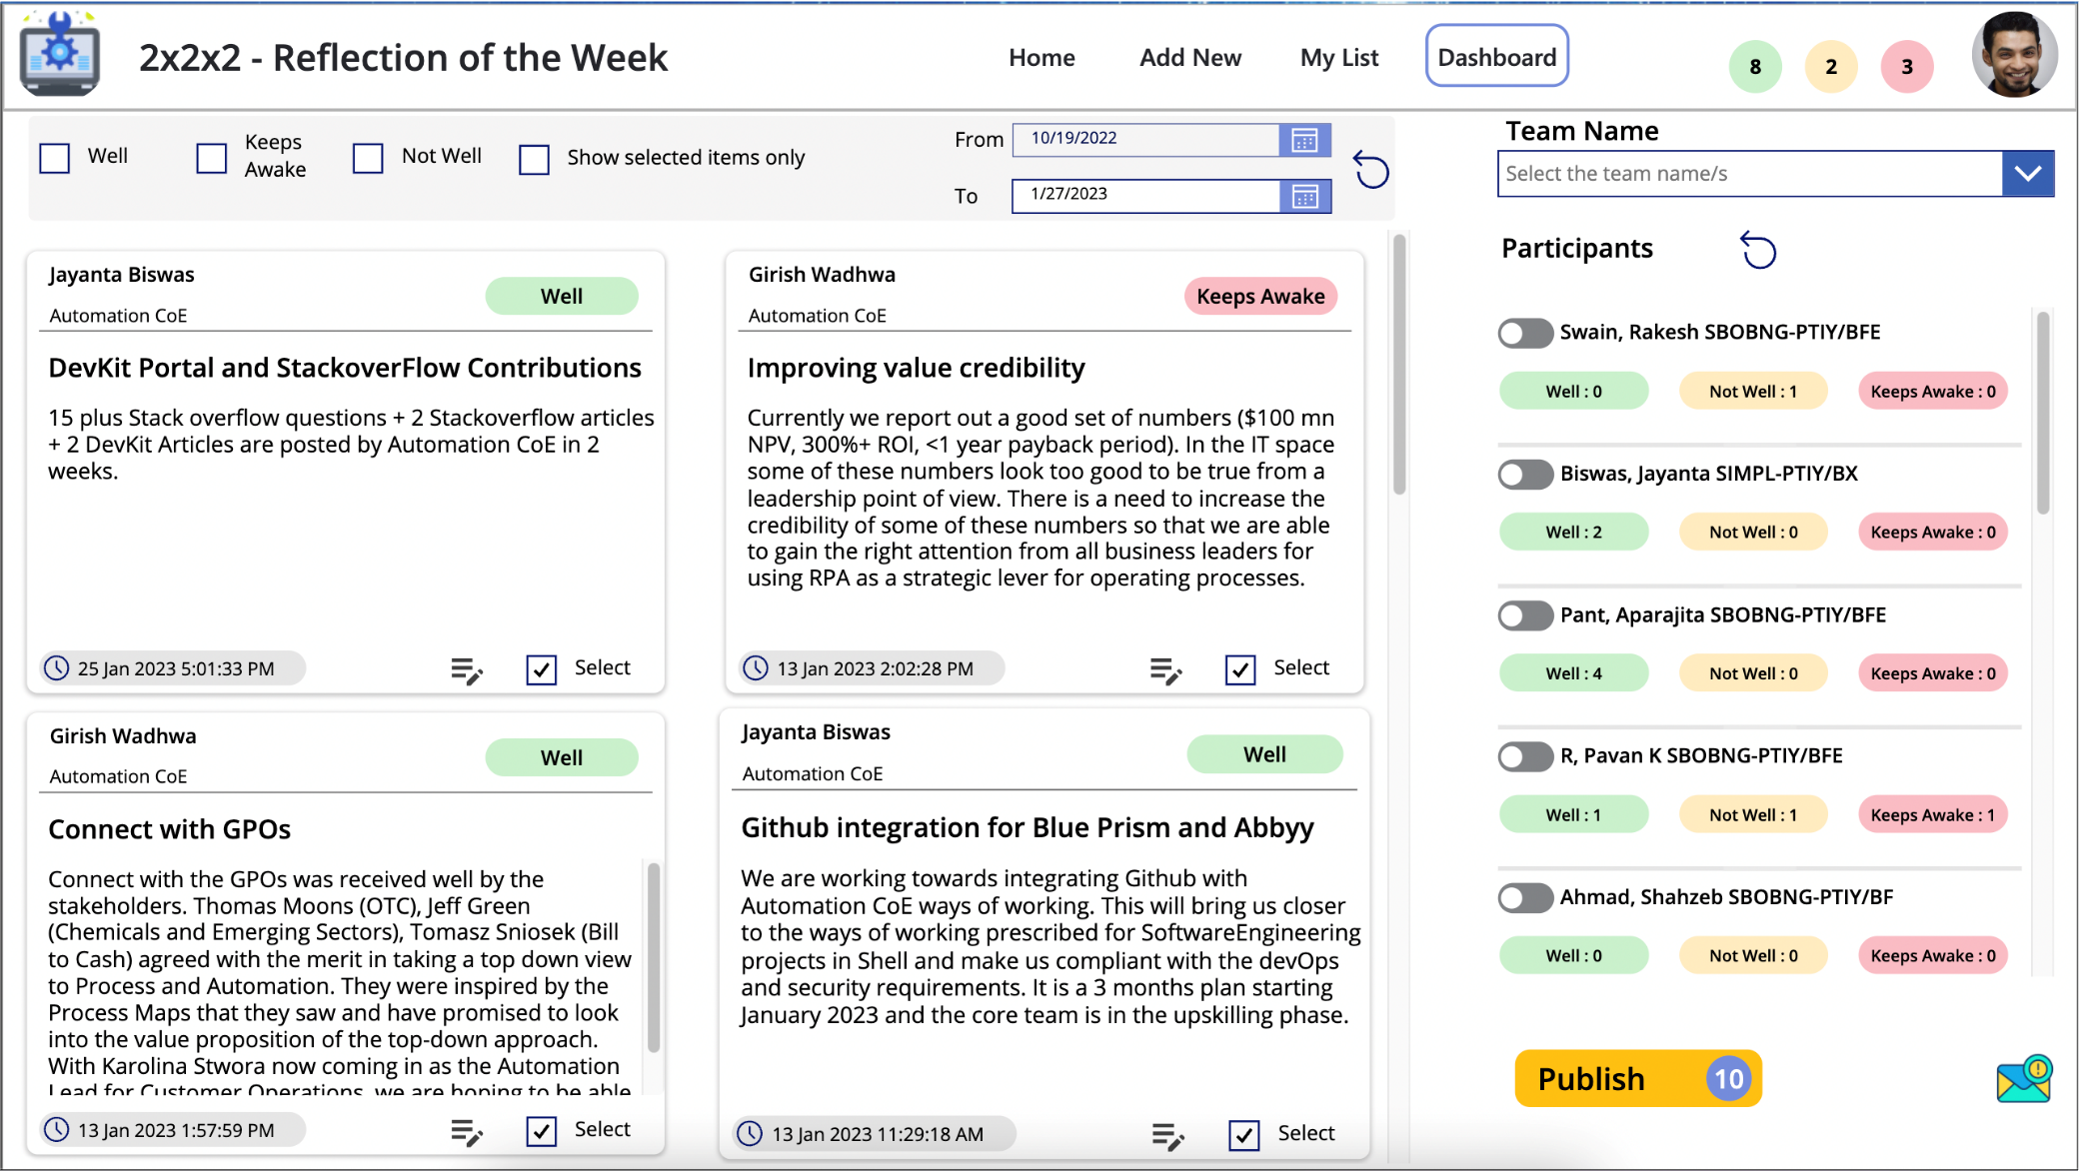 2x2x2 - Reflection of the Week
Home
Add New
My List
Dashboard
8
2
3
Well
Keeps
Awake
Not Well
Show selected items only
From
10/19/2022
To
1/27/2023
Team Name
Select the team name/s
Participants
Jayanta Biswas
Automation CoE
Well
DevKit Portal and StackoverFlow Contributions
15 plus Stack overflow questions + 2 Stackoverflow articles
+ 2 DevKit Articles are posted by Automation CoE in 2
weeks.
25 Jan 2023 5:01:33 PM
Select
Girish Wadhwa
Automation CoE
Keeps Awake
Improving value credibility
Currently we report out a good set of numbers ($100 mn
NPV, 300%+ ROI, <1 year payback period). In the IT space
some of these numbers look too good to be true from a
leadership point of view. There is a need to increase the
credibility of some of these numbers so that we are able
to gain the right attention from all business leaders for
using RPA as a strategic lever for operating processes.
13 Jan 2023 2:02:28 PM
Select
Girish Wadhwa
Automation CoE
Well
Connect with GPOs
Connect with the GPOs was received well by the
stakeholders. Thomas Moons (OTC), Jeff Green
(Chemicals and Emerging Sectors), Tomasz Sniosek (Bill
to Cash) agreed with the merit in taking a top down view
to Process and Automation. They were inspired by the
Process Maps that they saw and have promised to look
into the value proposition of the top-down approach.
With Karolina Stwora now coming in as the Automation
Lead for Customer Operations, we are hoping to be able
13 Jan 2023 1:57:59 PM
Select
Jayanta Biswas
Automation CoE
Well
Github integration for Blue Prism and Abbyy
We are working towards integrating Github with
Automation CoE ways of working. This will bring us closer
to the ways of working prescribed for SoftwareEngineering
projects in Shell and make us compliant with the devOps
and security requirements. It is a 3 months plan starting
January 2023 and the core team is in the upskilling phase.
13 Jan 2023 11:29:18 AM
Select
Swain, Rakesh SBOBNG-PTIY/BFE
Well : 0
Not Well : 1
Keeps Awake : 0
Biswas, Jayanta SIMPL-PTIY/BX
Well : 2
Not Well : 0
Keeps Awake : 0
Pant, Aparajita SBOBNG-PTIY/BFE
Well : 4
Not Well : 0
Keeps Awake : 0
R, Pavan K SBOBNG-PTIY/BFE
Well : 1
Not Well : 1
Keeps Awake : 1
Ahmad, Shahzeb SBOBNG-PTIY/BF
Well : 0
Not Well : 0
Keeps Awake : 0
Publish
10